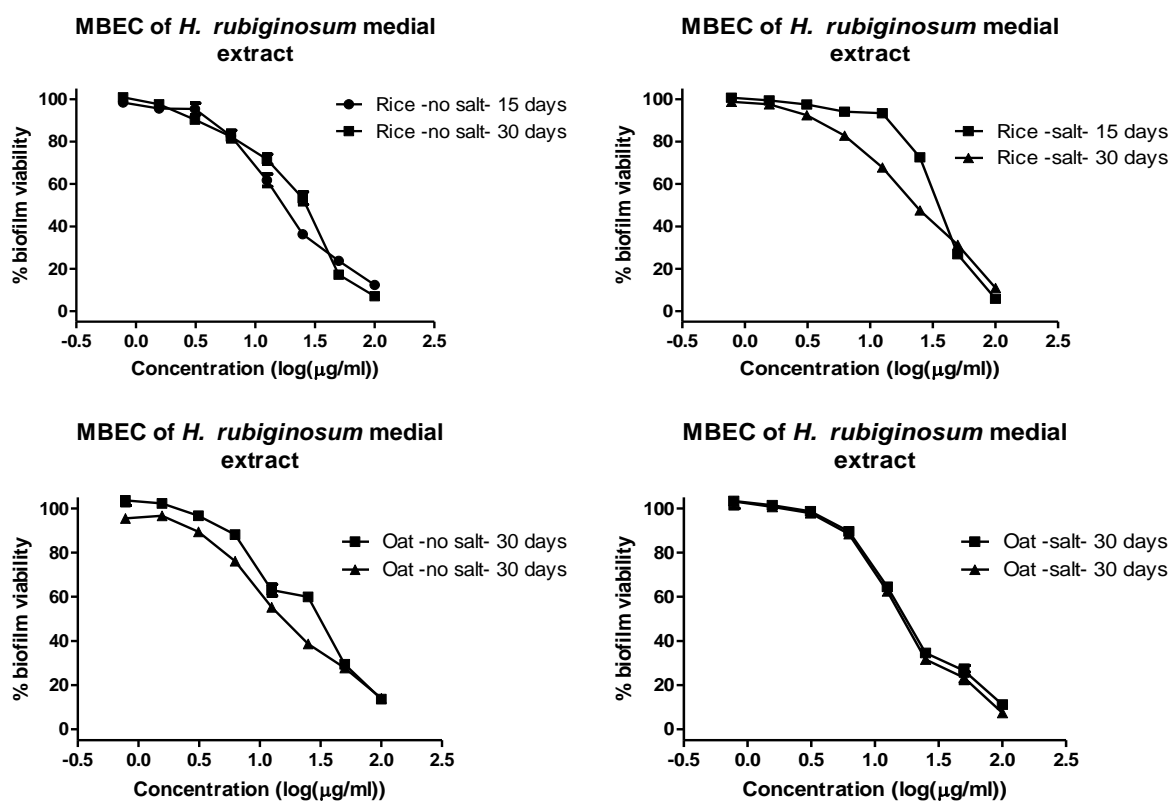 MBEC of H. rubiginosum medial
extract
Rice -no salt- 15 days
Rice -no salt- 30 days
% biofilm viability
100
80
60
40
20
0
-0.5 0.0 0.5 1.0 1.5 2.0 2.5
Concentration (log(μg/ml))
MBEC of H. rubiginosum medial
extract
Rice -salt- 15 days
Rice -salt- 30 days
% biofilm viability
100
80
60
40
20
0
-0.5 0.0 0.5 1.0 1.5 2.0 2.5
Concentration (log(μg/ml))
MBEC of H. rubiginosum medial
extract
Oat -no salt- 30 days
Oat -no salt- 30 days
% biofilm viability
100
80
60
40
20
0
-0.5 0.0 0.5 1.0 1.5 2.0 2.5
Concentration (log(μg/ml))
MBEC of H. rubiginosum medial
extract
Oat -salt- 30 days
Oat -salt- 30 days
% biofilm viability
100
80
60
40
20
0
-0.5 0.0 0.5 1.0 1.5 2.0 2.5
Concentration (log(μg/ml))